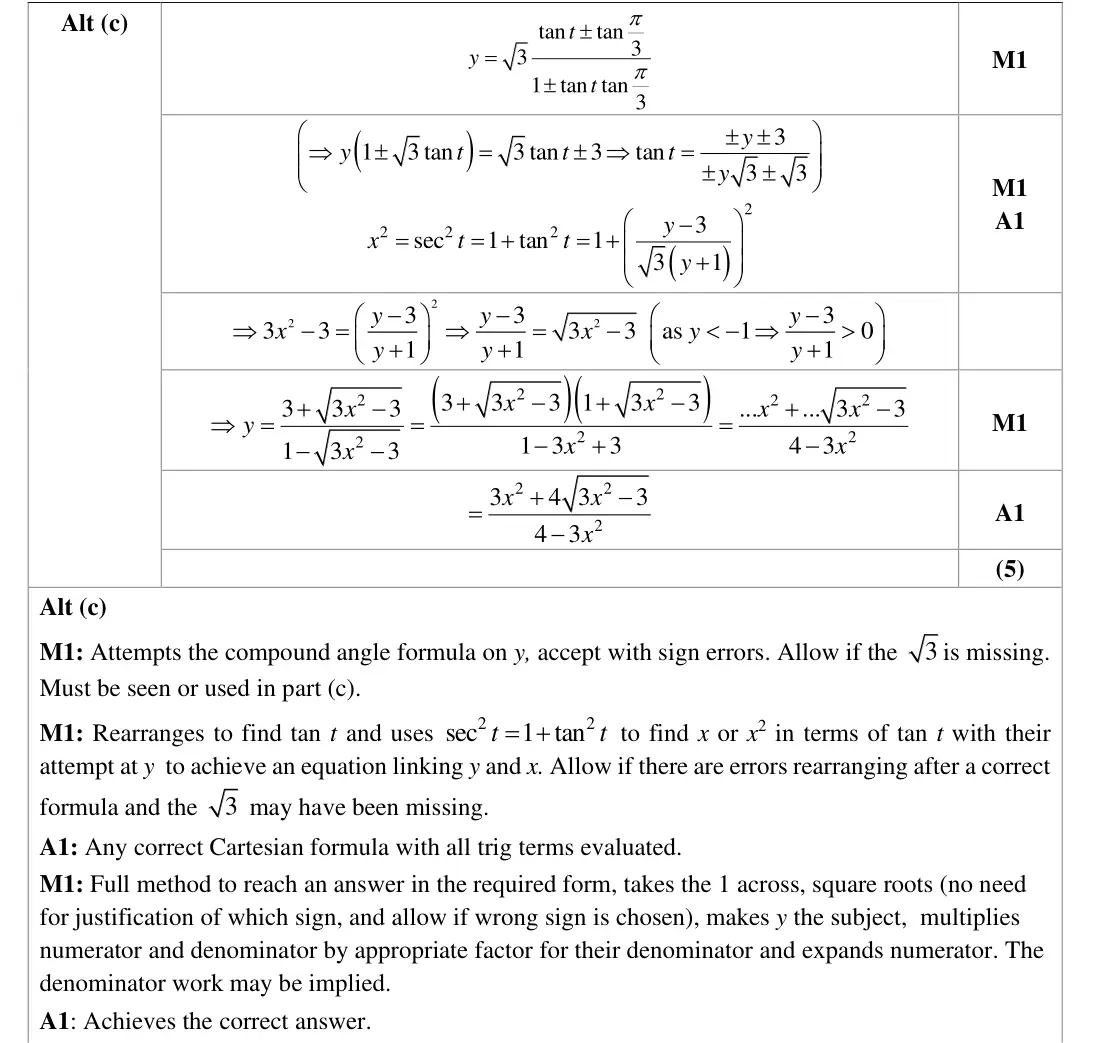 Alt (c)
y = √3 (tan t ± tan π/3) / (1 ± tan t tan π/3)
M1
(⇒ y(1 ± √3 tan t) = √3 tan t ± 3 ⇒ tan t = (±y ± 3) / (±y√3 ± √3))
M1
A1
x² = sec² t = 1 + tan² t = 1 + ((y − 3) / (√3(y + 1)))²
⇒ 3x² − 3 = ((y − 3) / (y + 1))² ⇒ (y − 3) / (y + 1) = √(3x² − 3) (as y < −1 ⇒ (y − 3) / (y + 1) > 0)
⇒ y = (3 + √(3x² − 3)) / (1 − √(3x² − 3)) = ((3 + √(3x² − 3))(1 + √(3x² − 3))) / (1 − 3x² + 3) = (...x² + ...√(3x² − 3)) / (4 − 3x²)
M1
= (3x² + 4√(3x² − 3)) / (4 − 3x²)
A1
(5)
Alt (c)
M1: Attempts the compound angle formula on y, accept with sign errors. Allow if the √3 is missing.
Must be seen or used in part (c).
M1: Rearranges to find tan t and uses sec² t = 1 + tan² t to find x or x² in terms of tan t with their
attempt at y to achieve an equation linking y and x. Allow if there are errors rearranging after a correct
formula and the √3 may have been missing.
A1: Any correct Cartesian formula with all trig terms evaluated.
M1: Full method to reach an answer in the required form, takes the 1 across, square roots (no need
for justification of which sign, and allow if wrong sign is chosen), makes y the subject, multiplies
numerator and denominator by appropriate factor for their denominator and expands numerator. The
denominator work may be implied.
A1: Achieves the correct answer.